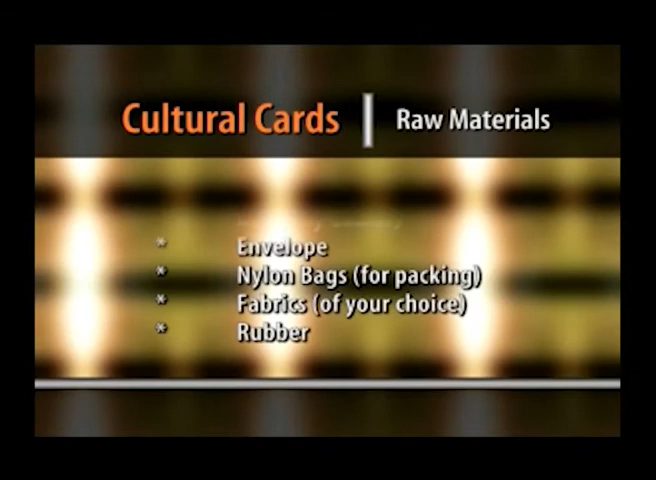 Cultural Cards | Raw Materials
* Envelope
* Nylon Bags (for packing)
* Fabrics (of your choice)
* Rubber